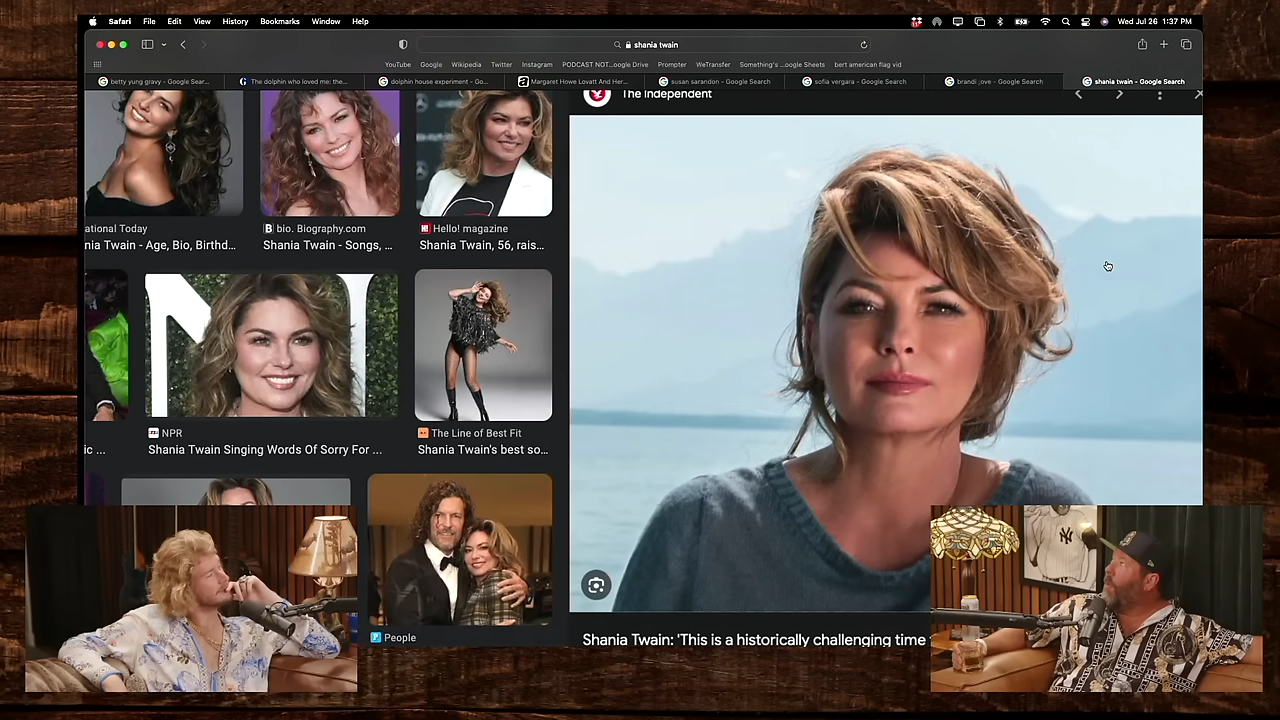 Safari File Edit View History Bookmarks Window Help
Wed Jul 26 1:37 PM
shania twain
YouTube Google Wikipedia Twitter Instagram PODCAST NOT...oogle Drive Prompter WeTransfer Something's ...oogle Sheets bert american flag vid
betty yung gravy - Google Sear...
The dolphin who loved me: the...
dolphin house experiment - Go...
Margaret Howe Lovatt And Her...
susan sarandon - Google Search
sofia vergara - Google Search
brandi ;ove - Google Search
shania twain - Google Search
The Independent
ational Today
nia Twain - Age, Bio, Birthd...
bio. Biography.com
Shania Twain - Songs, ...
H! Hello! magazine
Shania Twain, 56, rais...
ic ...
NPR
Shania Twain Singing Words Of Sorry For ...
The Line of Best Fit
Shania Twain's best so...
People
Shania Twain: 'This is a historically challenging time